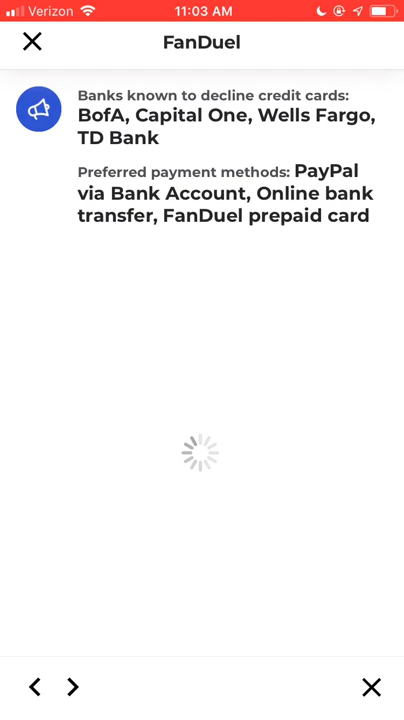 Verizon 11:03 AM
FanDuel
Banks known to decline credit cards:
BofA, Capital One, Wells Fargo,
TD Bank
Preferred payment methods: PayPal
via Bank Account, Online bank
transfer, FanDuel prepaid card